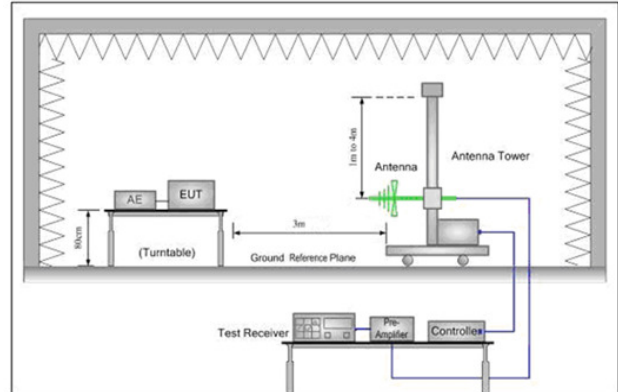 1m to 4m
Antenna
Antenna Tower
AE
EUT
80cm
(Turntable)
3m
Ground Reference Plane
Test Receiver
Pre-
Amplifier
Controller